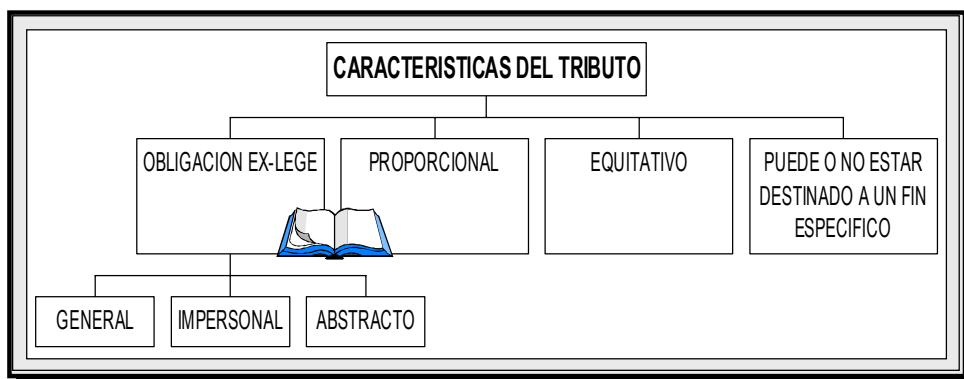 CARACTERISTICAS DEL TRIBUTO
OBLIGACION EX-LEGE
PROPORCIONAL
EQUITATIVO
PUEDE O NO ESTAR
DESTINADO A UN FIN
ESPECIFICO
GENERAL
IMPERSONAL
ABSTRACTO